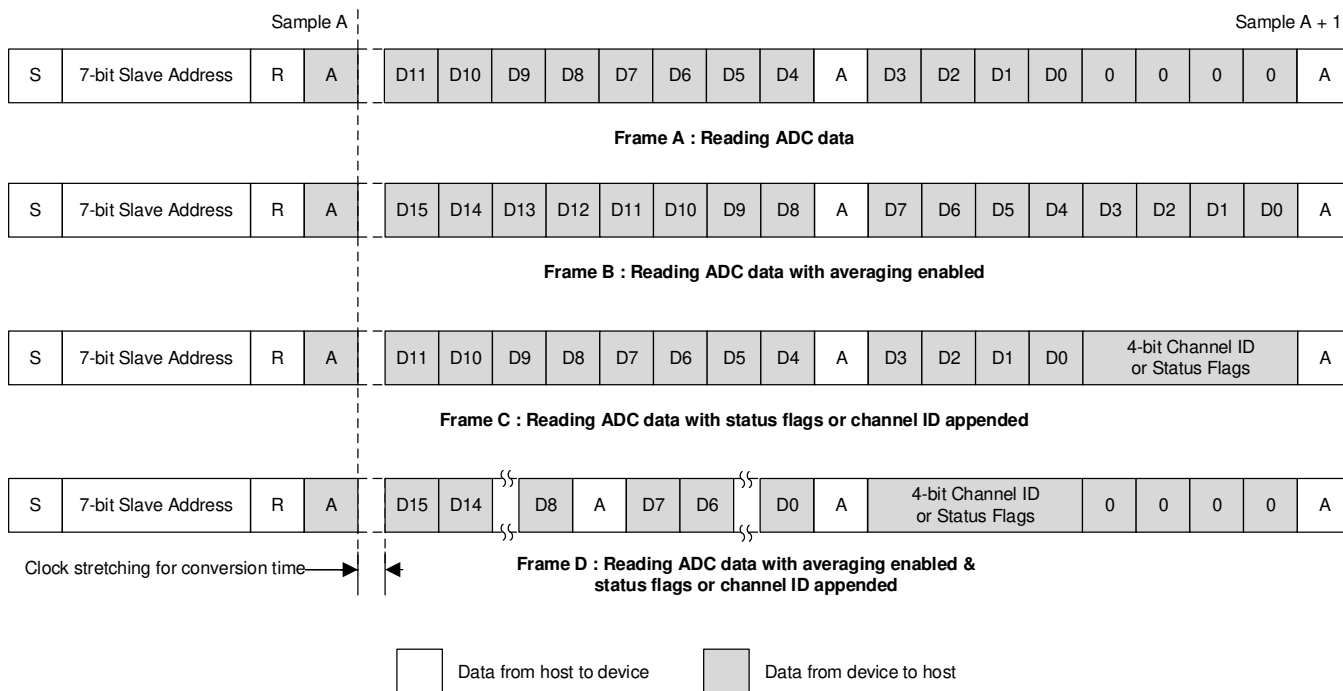 Sample A
Sample A + 1
S 7-bit Slave Address R A D11 D10 D9 D8 D7 D6 D5 D4 A D3 D2 D1 D0 0 0 0 0 A
Frame A : Reading ADC data
S 7-bit Slave Address R A D15 D14 D13 D12 D11 D10 D9 D8 A D7 D6 D5 D4 D3 D2 D1 D0 A
Frame B : Reading ADC data with averaging enabled
S 7-bit Slave Address R A D11 D10 D9 D8 D7 D6 D5 D4 A D3 D2 D1 D0 4-bit Channel ID
or Status Flags A
Frame C : Reading ADC data with status flags or channel ID appended
S 7-bit Slave Address R A D15 D14 D8 A D7 D6 D0 A 4-bit Channel ID
or Status Flags 0 0 0 0 A
Clock stretching for conversion time
Frame D : Reading ADC data with averaging enabled &
status flags or channel ID appended
Data from host to device
Data from device to host